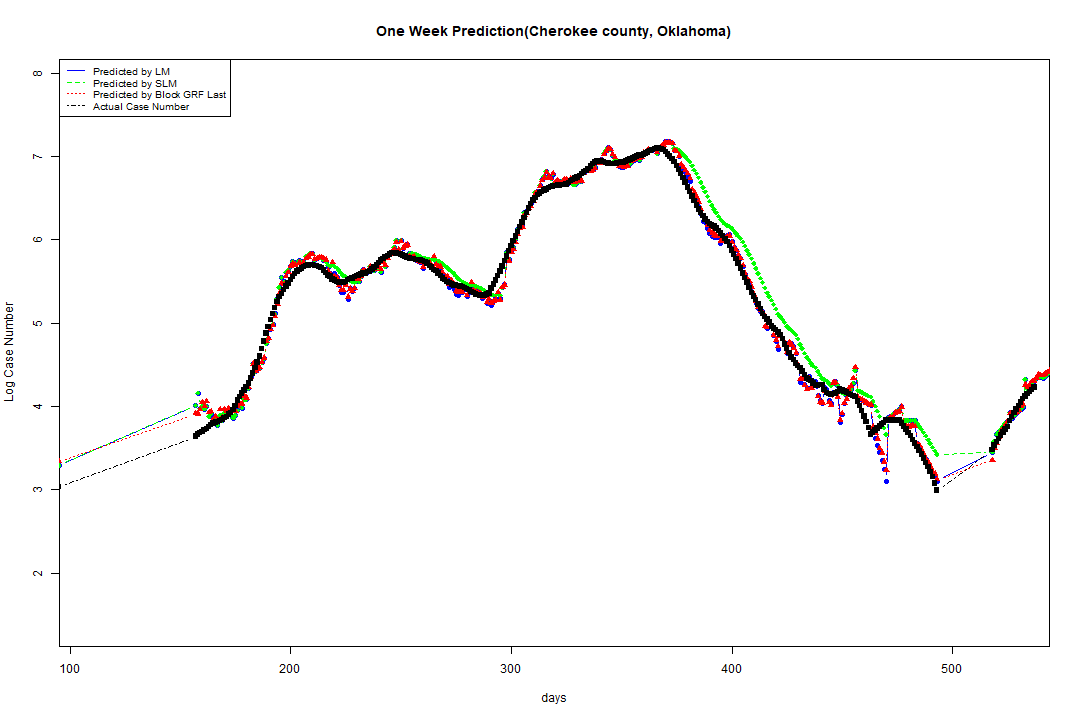 One Week Prediction(Cherokee county, Oklahoma)
Predicted by LM
Predicted by SLM
Predicted by Block GRF Last
Actual Case Number
Log Case Number
8
7
6
5
4
3
2
100 200 300 400 500
days